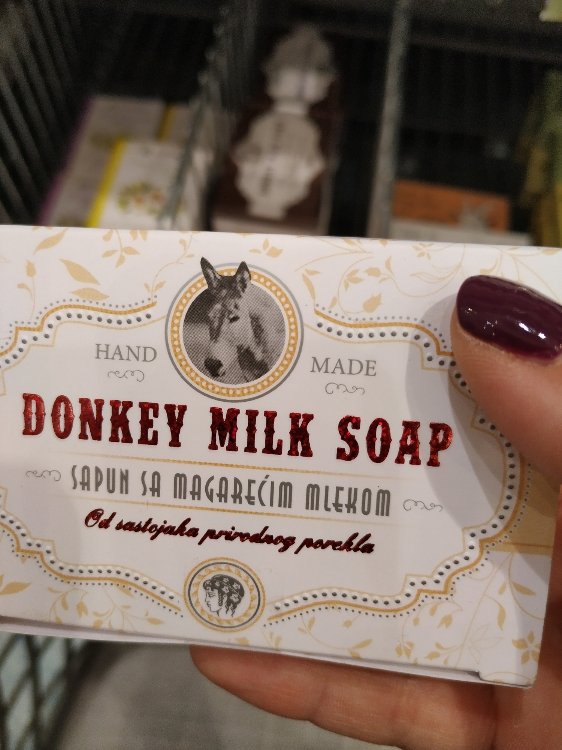 HAND MADE
DONKEY MILK SOAP
SAPUN SA MAGAREĆIM MLEKOM
Od sastojaka prirodnog porekla